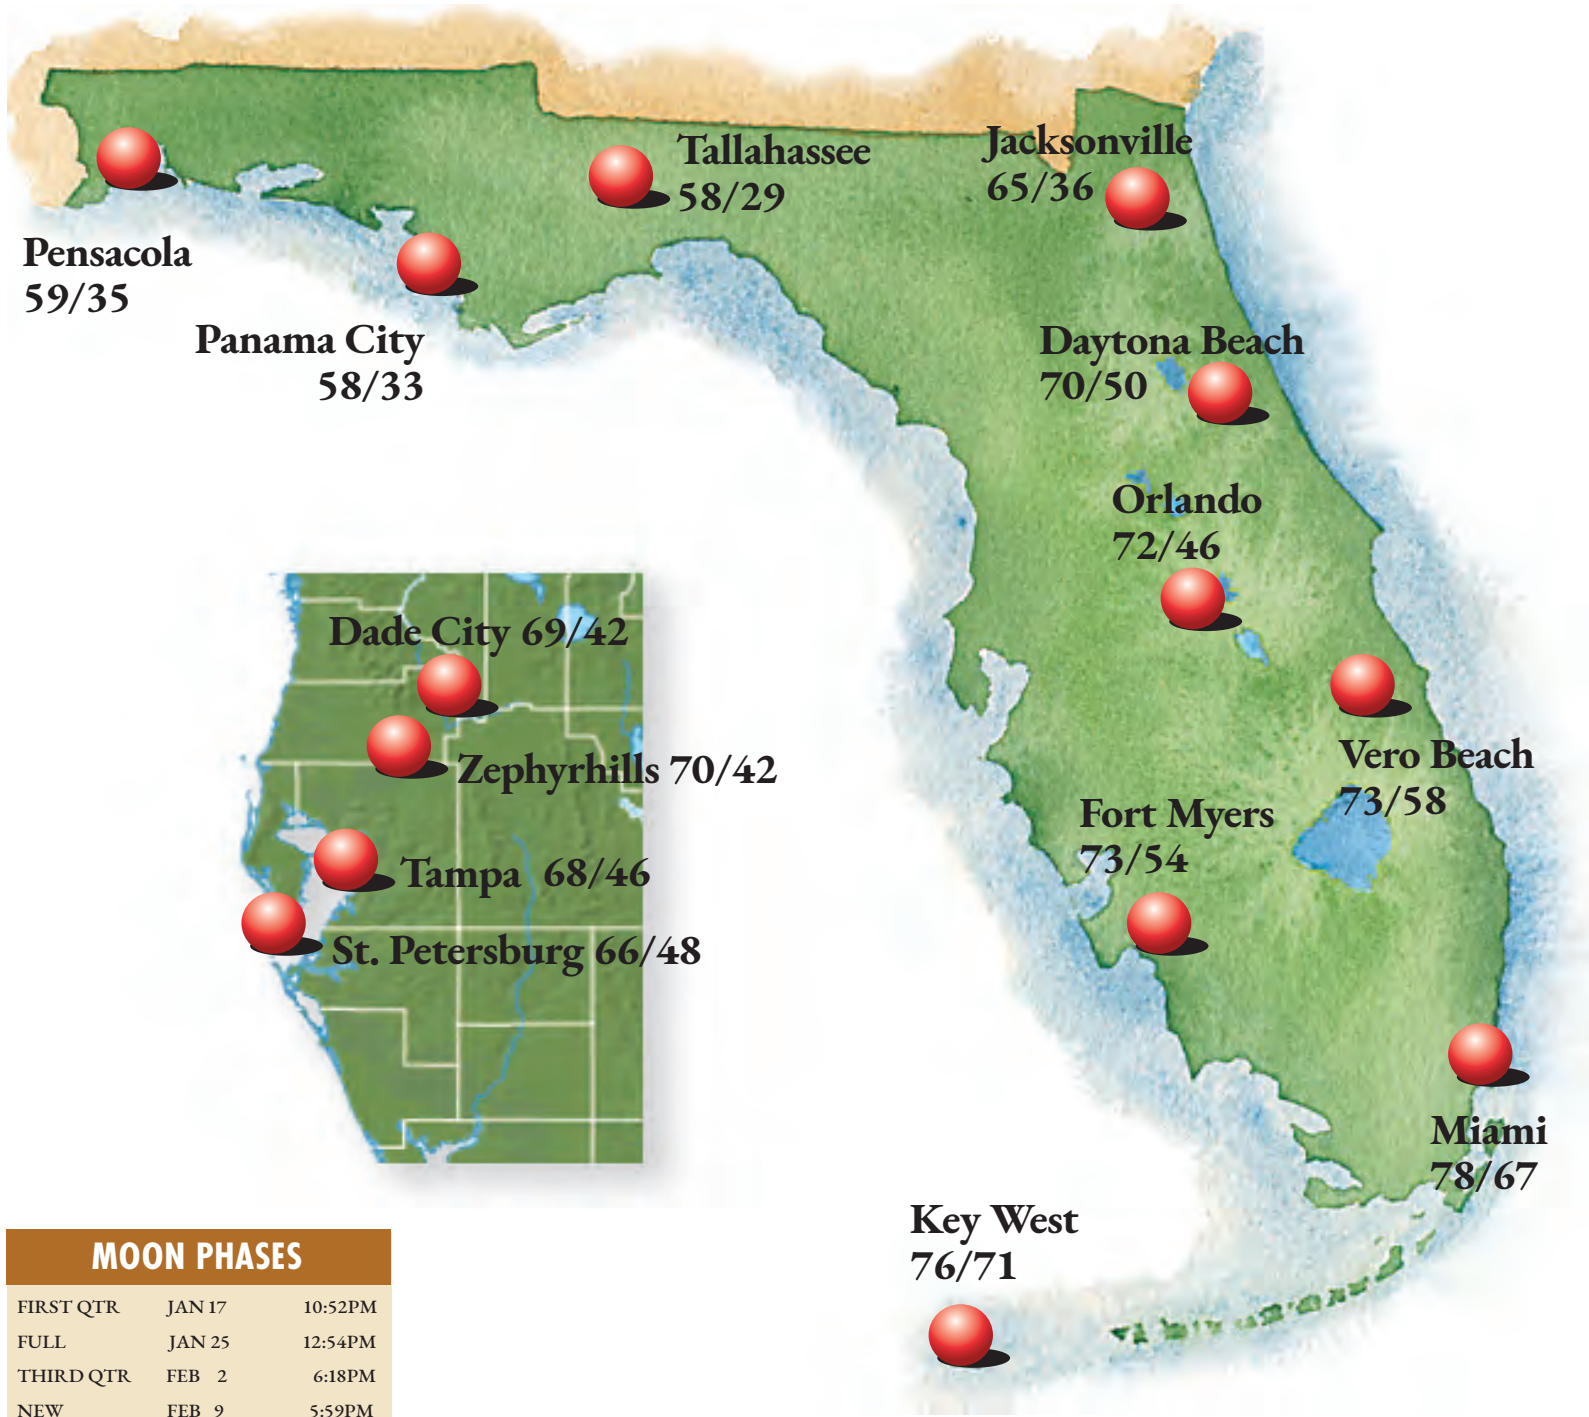 Tallahassee
58/29
Jacksonville
65/36
Pensacola
59/35
Panama City
58/33
Daytona Beach
70/50
Orlando
72/46
Dade City 69/42
Zephyrhills 70/42
Vero Beach
73/58
Fort Myers
73/54
Tampa 68/46
St. Petersburg 66/48
Miami
78/67
Key West
76/71
MOON PHASES
FIRST QTR JAN 17 10:52PM
FULL JAN 25 12:54PM
THIRD QTR FEB 2 6:18PM
NEW FEB 9 5:59PM